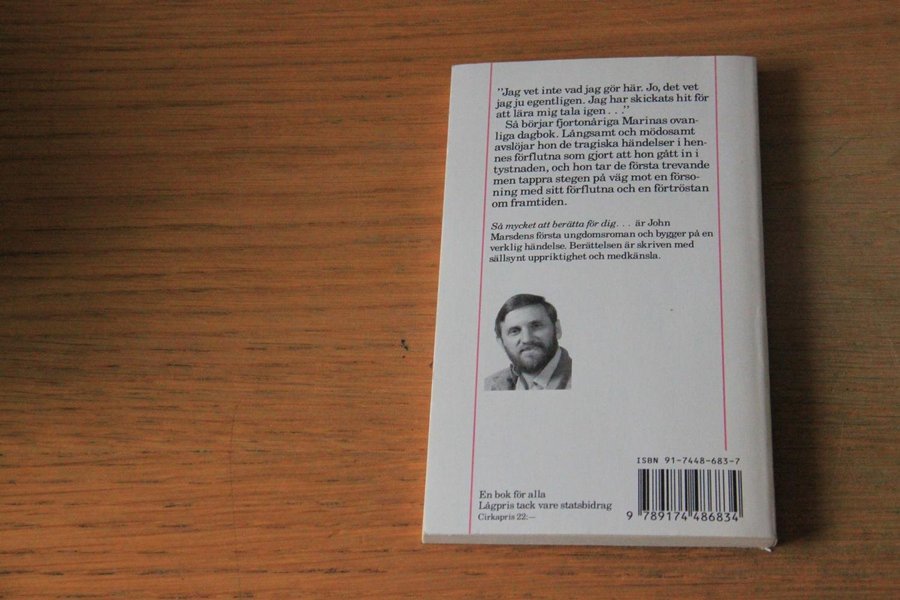 "Jag vet inte vad jag gör här. Jo, det vet
jag ju egentligen. Jag har skickats hit för
att lära mig tala igen . . ."
Så börjar fjortonåriga Marinas ovan-
liga dagbok. Långsamt och mödosamt
avslöjar hon de tragiska händelser i hen-
nes förflutna som gjort att hon gått in i
tystnaden, och hon tar de första trevande
men tappra stegen på väg mot en förso-
ning med sitt förflutna och en förtröstan
om framtiden.
Så mycket att berätta för dig . . . är John
Marsdens första ungdomsroman och bygger på en
verklig händelse. Berättelsen är skriven med
sällsynt uppriktighet och medkänsla.
ISBN 91-7448-683-7
En bok för alla
Lågpris tack vare statsbidrag
Cirkapris 22:—
9 789174 486834